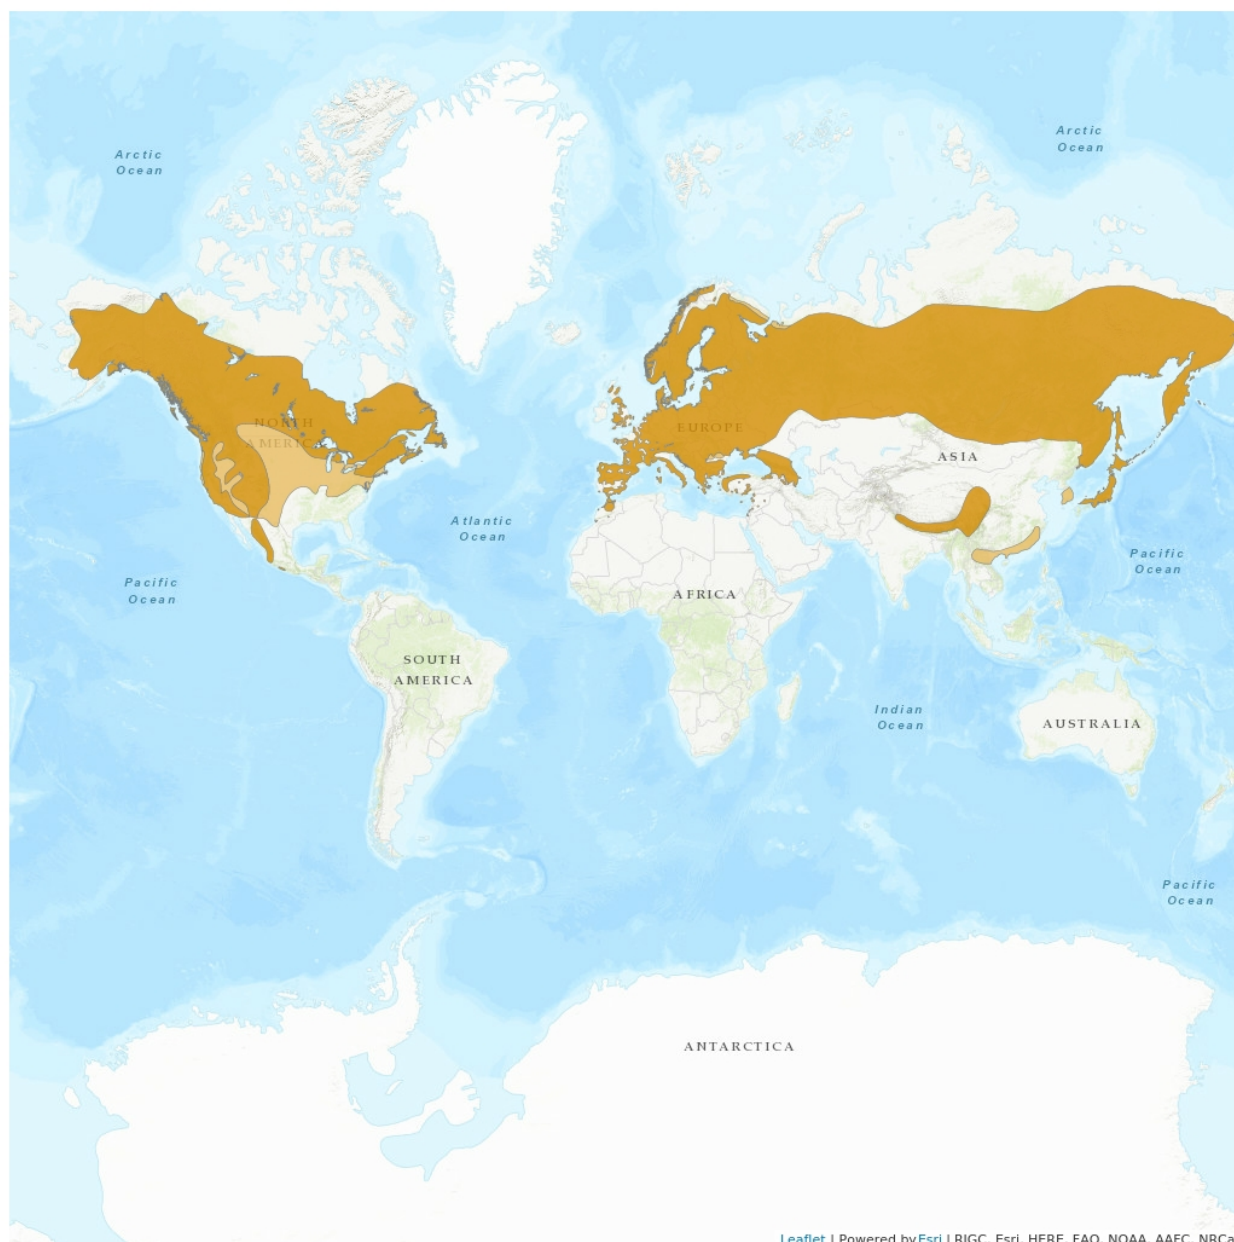 Arctic
Ocean
Arctic
Ocean
NORTH
AMERICA
EUROPE
ASIA
Atlantic
Ocean
Pacific
Ocean
Pacific
Ocean
AFRICA
SOUTH
AMERICA
Indian
Ocean
AUSTRALIA
Pacific
Ocean
ANTARCTICA
Leaflet | Powered by Esri | RIGC, Esri, HERE, FAO, NOAA, AAFC, NRCa